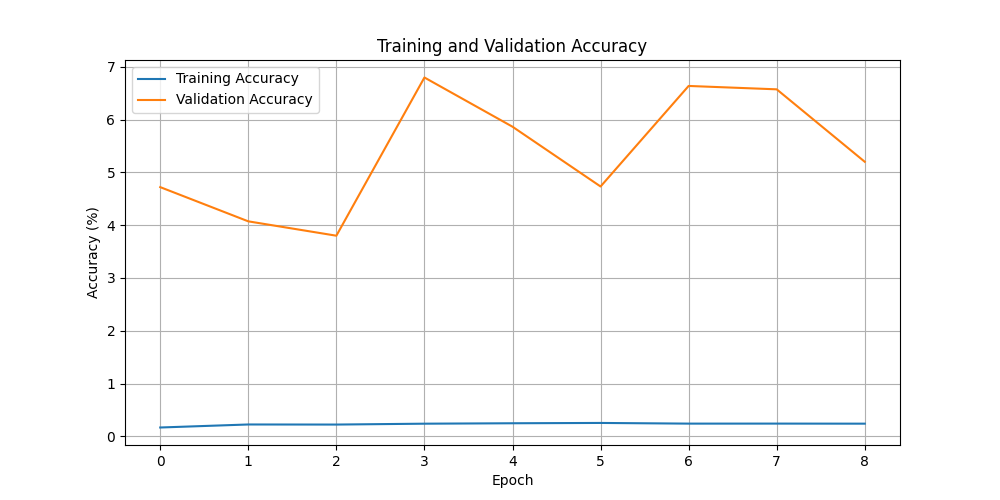 Training and Validation Accuracy
Training Accuracy
Validation Accuracy
Accuracy (%)
7
6
5
4
3
2
1
0
0 1 2 3 4 5 6 7 8
Epoch